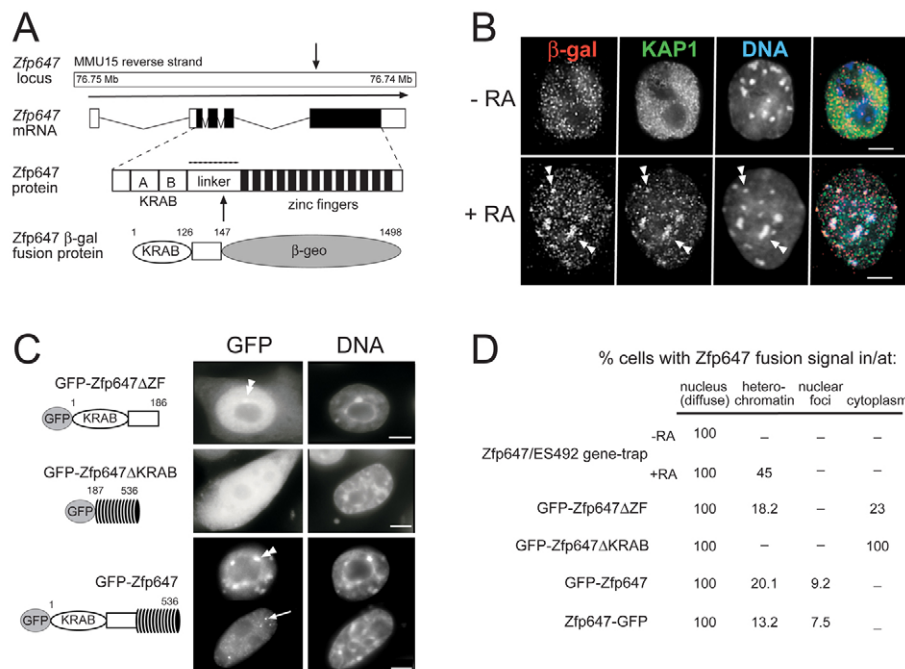 A
Zfp647 locus
MMU15 reverse strand
76.75 Mb
76.74 Mb
Zfp647 mRNA
Zfp647 protein
A
B
linker
KRAB
zinc fingers
Zfp647 β-gal fusion protein
1
126
147
1498
KRAB
β-geo
B
β-gal
KAP1
DNA
- RA
+ RA
C
GFP
DNA
GFP-Zfp647ΔZF
1
186
GFP
KRAB
GFP-Zfp647ΔKRAB
187
536
GFP
GFP-Zfp647
1
536
GFP
KRAB
D
% cells with Zfp647 fusion signal in/at:
nucleus (diffuse)
hetero-chromatin
nuclear foci
cytoplasm
Zfp647/ES492 gene-trap
-RA 100 – – –
+RA 100 45 – –
GFP-Zfp647ΔZF 100 18.2 – 23
GFP-Zfp647ΔKRAB 100 – – 100
GFP-Zfp647 100 20.1 9.2 –
Zfp647-GFP 100 13.2 7.5 –